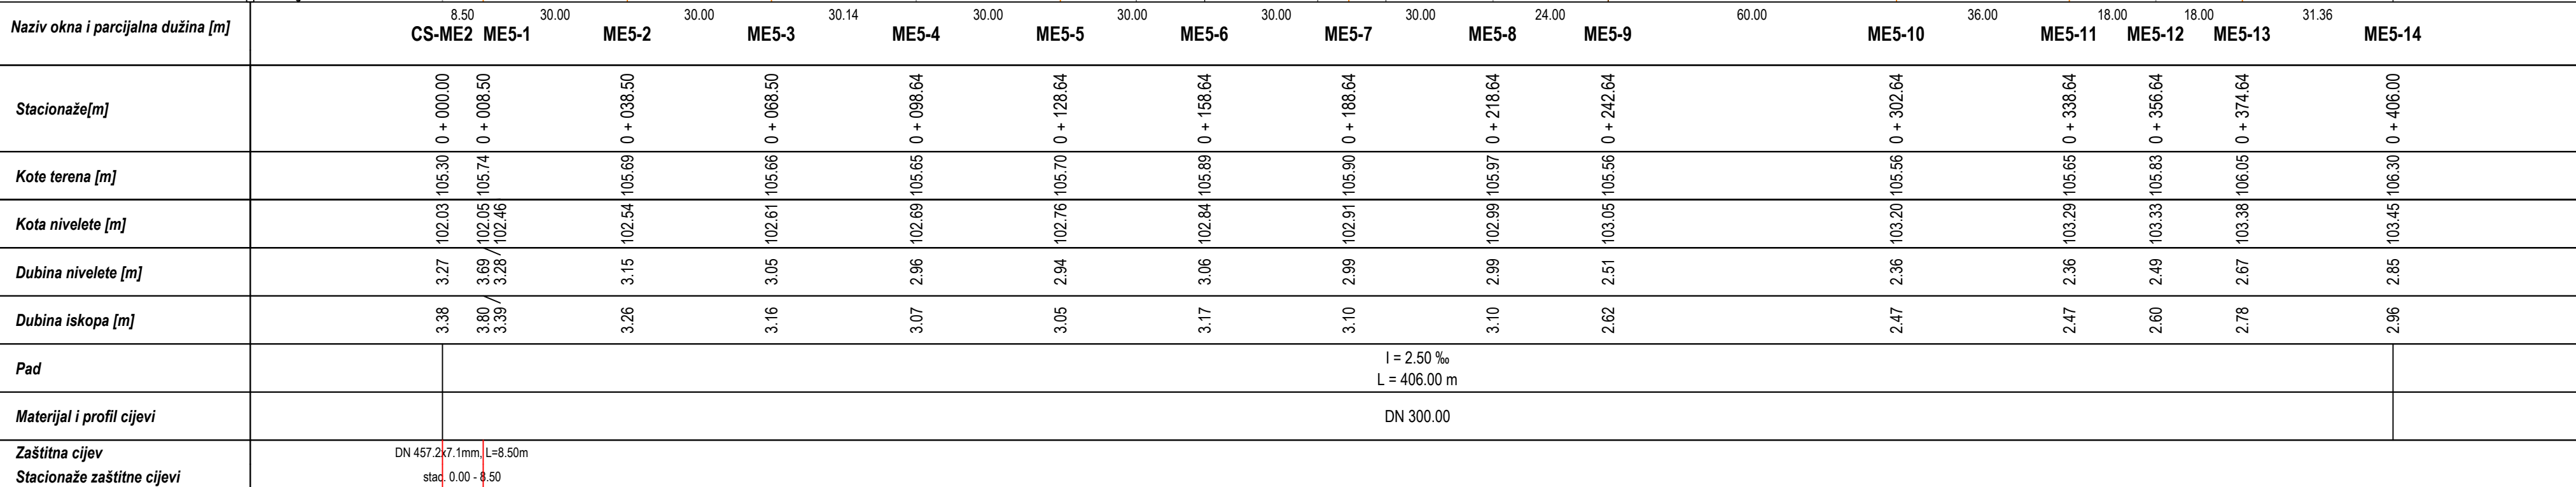 Naziv okna i parcijalna dužina [m]
8.50 30.00 30.00 30.14 30.00 30.00 30.00 30.00 24.00 60.00 36.00 18.00 18.00 31.36
CS-ME2 ME5-1 ME5-2 ME5-3 ME5-4 ME5-5 ME5-6 ME5-7 ME5-8 ME5-9 ME5-10 ME5-11 ME5-12 ME5-13 ME5-14
Stacionaže[m] 0 + 000.00 0 + 008.50 0 + 038.50 0 + 068.50 0 + 098.64 0 + 128.64 0 + 158.64 0 + 188.64 0 + 218.64 0 + 242.64 0 + 302.64 0 + 338.64 0 + 356.64 0 + 374.64 0 + 406.00
Kote terena [m] 105.30 105.74 105.69 105.66 105.65 105.70 105.89 105.90 105.97 105.56 105.56 105.65 105.83 106.05 106.30
Kota nivelete [m] 102.03 102.05 / 102.46 102.54 102.61 102.69 102.76 102.84 102.91 102.99 103.05 103.20 103.29 103.33 103.38 103.45
Dubina nivelete [m] 3.27 3.69 / 3.28 3.15 3.05 2.96 2.94 3.06 2.99 2.99 2.51 2.36 2.36 2.49 2.67 2.85
Dubina iskopa [m] 3.38 3.80 3.39 3.26 3.16 3.07 3.05 3.17 3.10 3.10 2.62 2.47 2.47 2.60 2.78 2.96
Pad
I = 2.50 ‰
L = 406.00 m
Materijal i profil cijevi DN 300.00
Zaštitna cijev DN 457.2x7.1mm, L=8.50m
Stacionaže zaštitne cijevi stac. 0.00 - 8.50